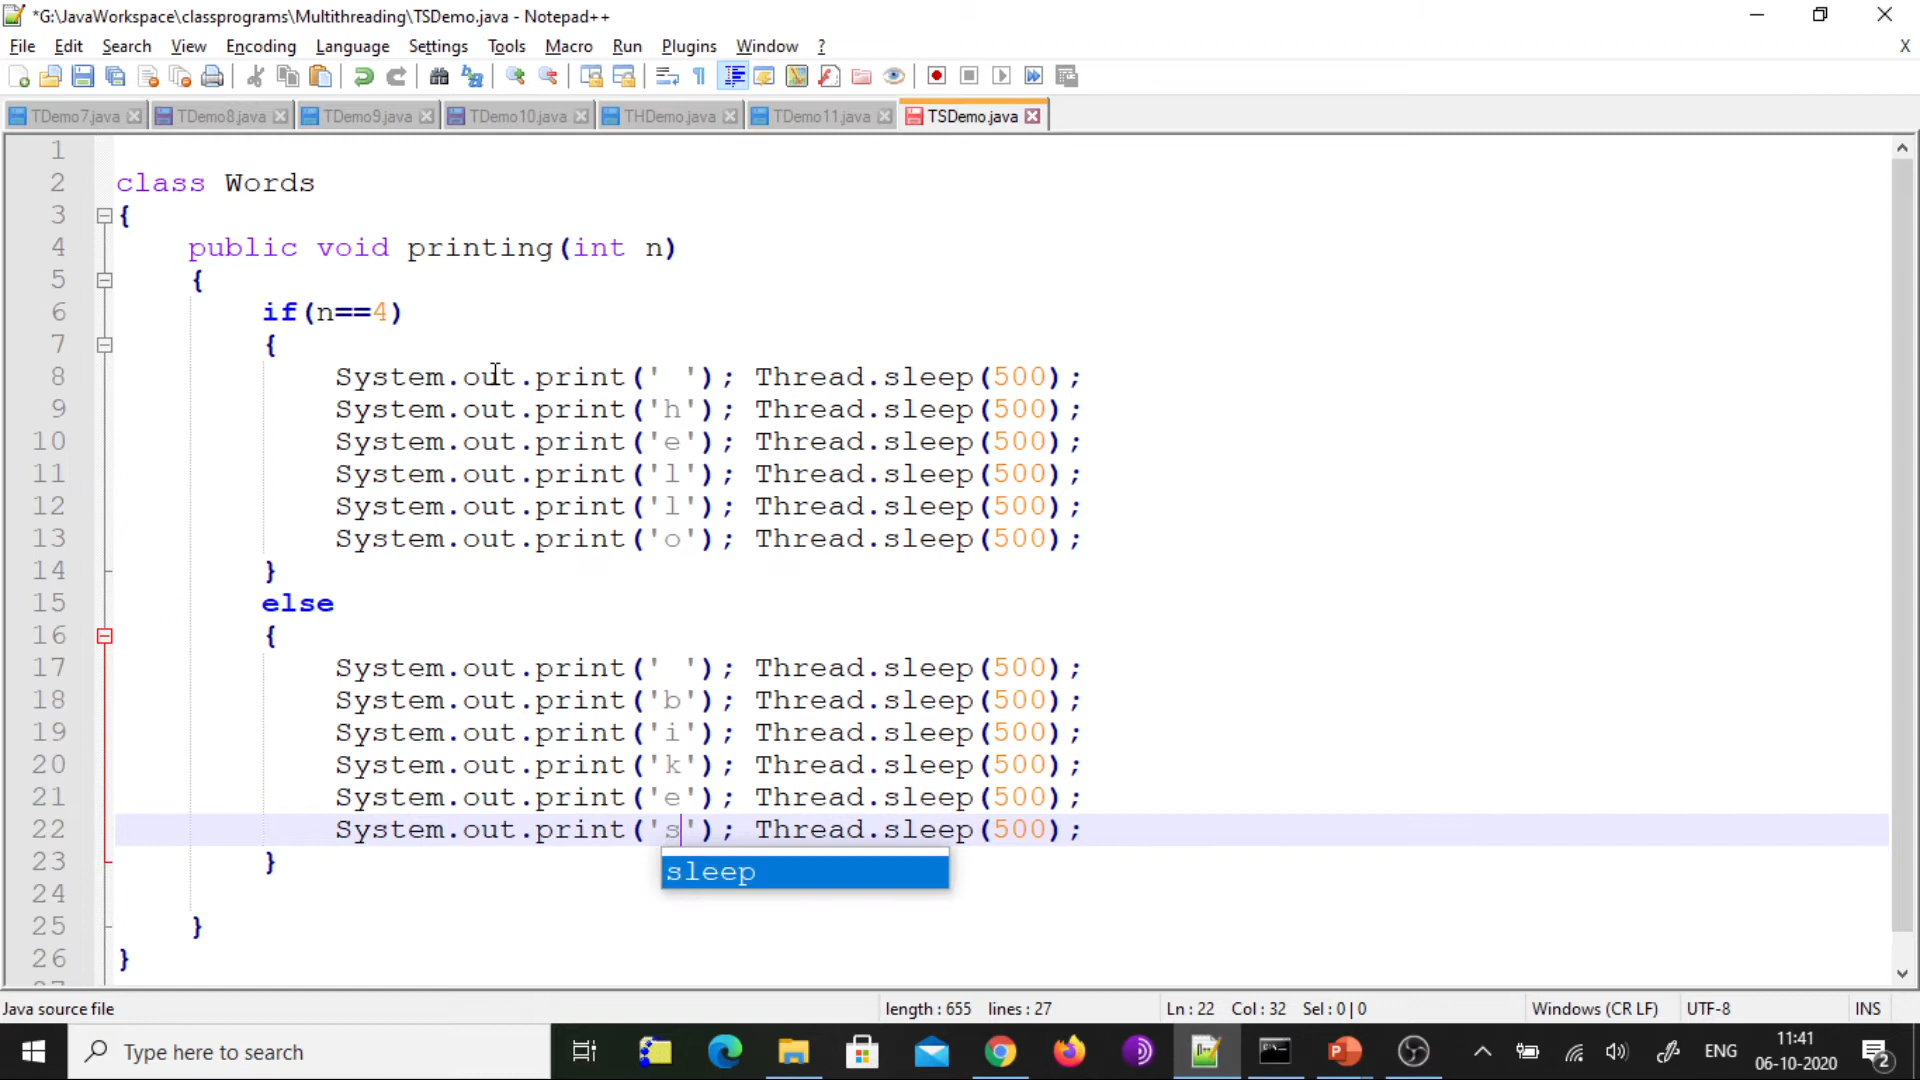 *G:\JavaWorkspace\classprograms\Multithreading\TSDemo.java - Notepad++
File Edit Search View Encoding Language Settings Tools Macro Run Plugins Window ? X
TDemo7.java TDemo8.java TDemo9.java TDemo10.java THDemo.java TDemo11.java TSDemo.java
1
2 class Words
3 {
4 public void printing(int n)
5 {
6 if(n==4)
7 {
8 System.out.print(' '); Thread.sleep(500);
9 System.out.print('h'); Thread.sleep(500);
10 System.out.print('e'); Thread.sleep(500);
11 System.out.print('l'); Thread.sleep(500);
12 System.out.print('l'); Thread.sleep(500);
13 System.out.print('o'); Thread.sleep(500);
14 }
15 else
16 {
17 System.out.print(' '); Thread.sleep(500);
18 System.out.print('b'); Thread.sleep(500);
19 System.out.print('i'); Thread.sleep(500);
20 System.out.print('k'); Thread.sleep(500);
21 System.out.print('e'); Thread.sleep(500);
22 System.out.print('s'); Thread.sleep(500);
sleep
23 }
24
25 }
26 }
Java source file length : 655 lines : 27 Ln : 22 Col : 32 Sel : 0 | 0 Windows (CR LF) UTF-8 INS
Type here to search ENG 11:41
06-10-2020 2